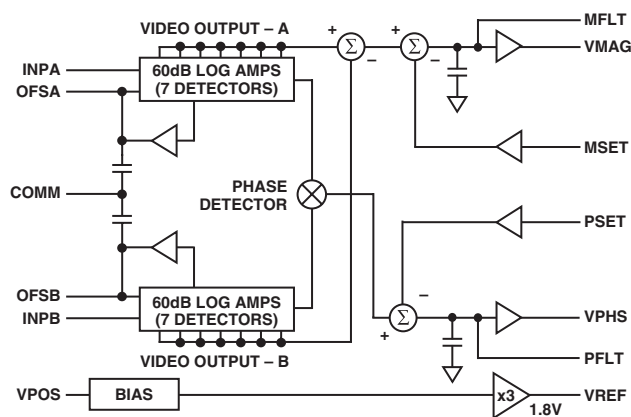 VIDEO OUTPUT – A
INPA
OFSA
60dB LOG AMPS
(7 DETECTORS)
+
Σ
–
+
Σ
–
MFLT
VMAG
MSET
COMM
PHASE
DETECTOR
PSET
OFSB
INPB
60dB LOG AMPS
(7 DETECTORS)
VIDEO OUTPUT – B
–
+
Σ
VPHS
PFLT
VPOS
BIAS
x3
1.8V
VREF